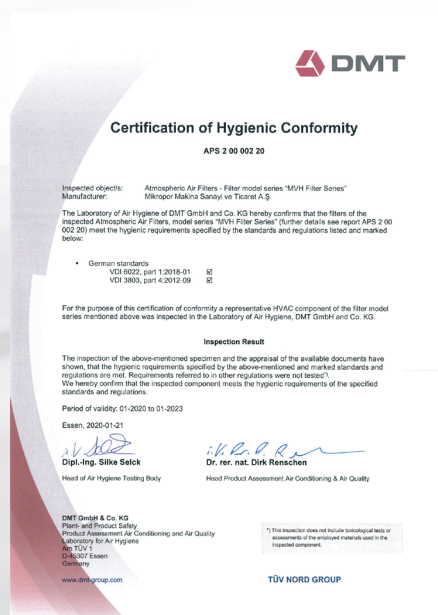 DMT
Certification of Hygienic Conformity
APS 2 00 002 20
Inspected object/s: Atmospheric Air Filters - Filter model series "MVH Filter Series"
Manufacturer: Mikropor Makina Sanayi ve Ticaret A.Ş.
The Laboratory of Air Hygiene of DMT GmbH and Co. KG hereby confirms that the filters of the
inspected Atmospheric Air Filters, model series "MVH Filter Series" (further details see report APS 2 00
002 20) meet the hygienic requirements specified by the standards and regulations listed and marked
below:
• German standards
VDI 6022, part 1:2018-01 ☑
VDI 3803, part 4:2012-09 ☑
For the purpose of this certification of conformity a representative HVAC component of the filter model
series mentioned above was inspected in the Laboratory of Air Hygiene, DMT GmbH and Co. KG.
Inspection Result
The inspection of the above-mentioned specimen and the appraisal of the available documents have
shown, that the hygienic requirements specified by the above-mentioned and marked standards and
regulations are met. Requirements referred to in other regulations were not tested*).
We hereby confirm that the inspected component meets the hygienic requirements of the specified
standards and regulations.
Period of validity: 01-2020 to 01-2023
Essen, 2020-01-21
Dipl.-Ing. Silke Selck
Dr. rer. nat. Dirk Renschen
Head of Air Hygiene Testing Body
Head Product Assessment Air Conditioning & Air Quality
DMT GmbH & Co. KG
Plant- and Product Safety
Product Assessment Air Conditioning and Air Quality
Laboratory for Air Hygiene
Am TÜV 1
D-45307 Essen
Germany
*) This inspection does not include toxicological tests or
assessments of the employed materials used in the
inspected component.
www.dmt-group.com
TÜV NORD GROUP